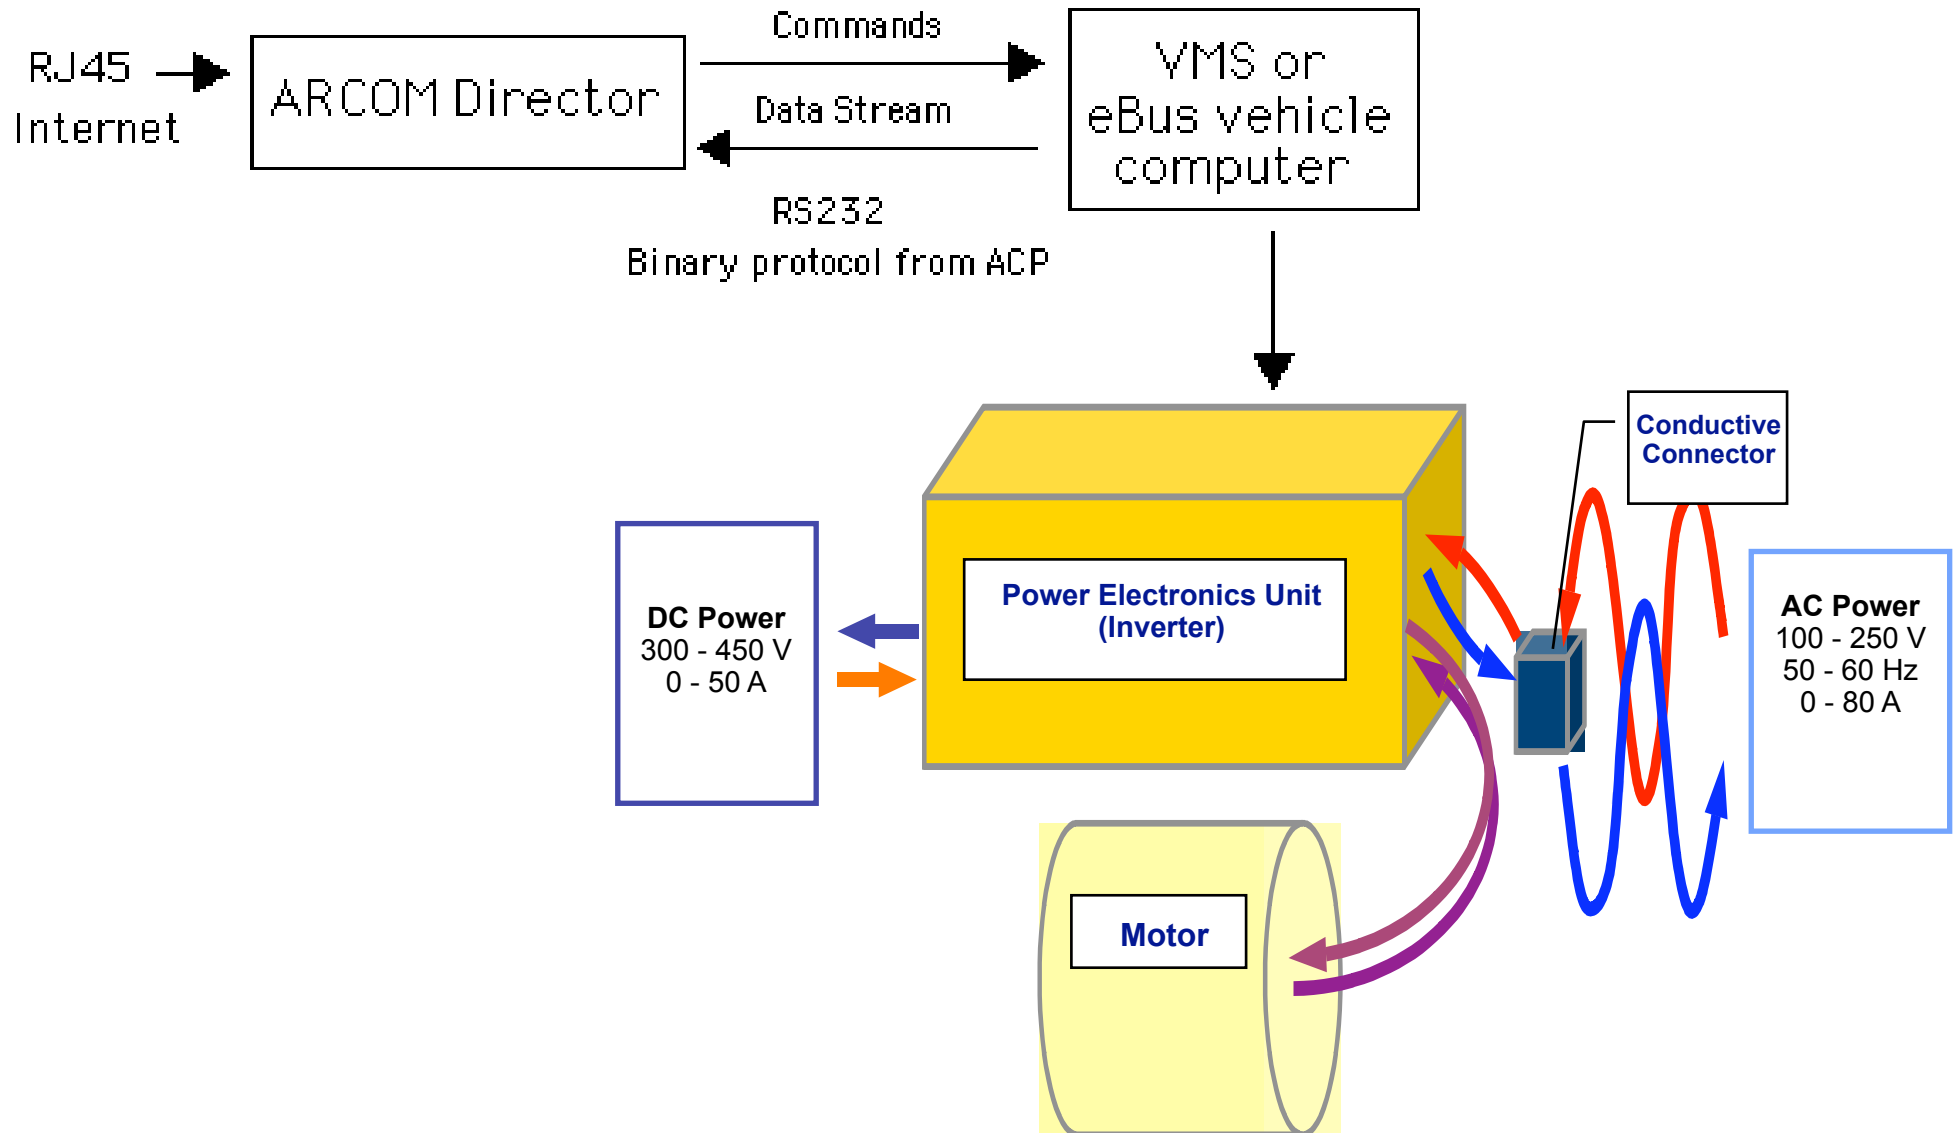 RJ45
Internet
ARCOM Director
Commands
Data Stream
RS232
Binary protocol from ACP
VMS or
eBus vehicle
computer
Conductive
Connector
DC Power
300 - 450 V
0 - 50 A
Power Electronics Unit
(Inverter)
AC Power
100 - 250 V
50 - 60 Hz
0 - 80 A
Motor